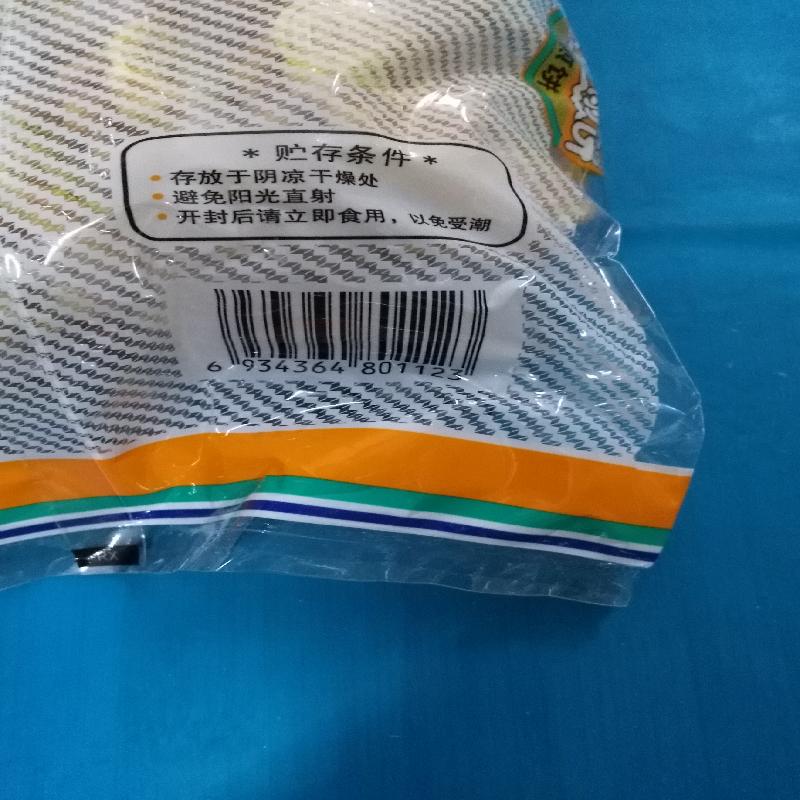 * 贮存条件 *
• 存放于阴凉干燥处
• 避免阳光直射
• 开封后请立即食用，以免受潮
6 934364 801123